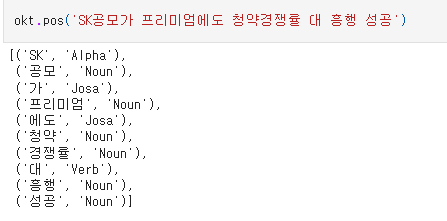 okt.pos('SK공모가 프리미엄에도 청약경쟁률 대 흥행 성공')
[('SK', 'Alpha'),
('공모', 'Noun'),
('가', 'Josa'),
('프리미엄', 'Noun'),
('에도', 'Josa'),
('청약', 'Noun'),
('경쟁률', 'Noun'),
('대', 'Verb'),
('흥행', 'Noun'),
('성공', 'Noun')]